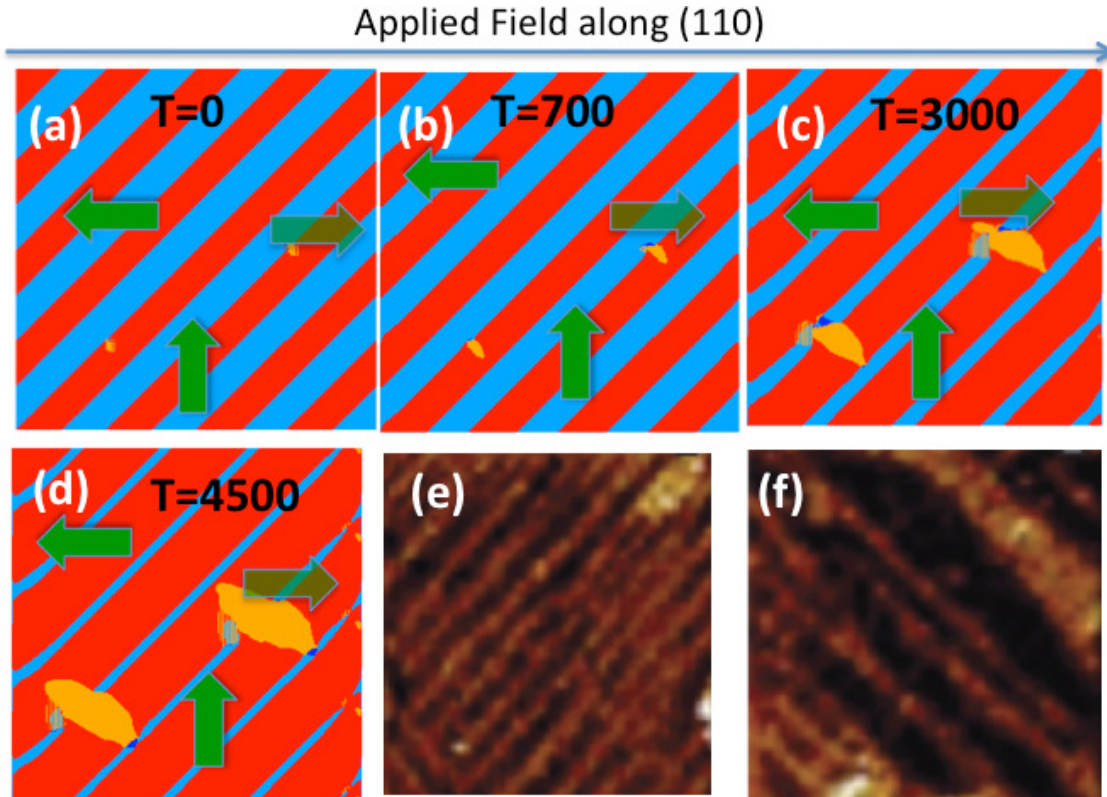 Applied Field along (110)
(a) T=0
(b) T=700
(c) T=3000
(d) T=4500
(e)
(f)